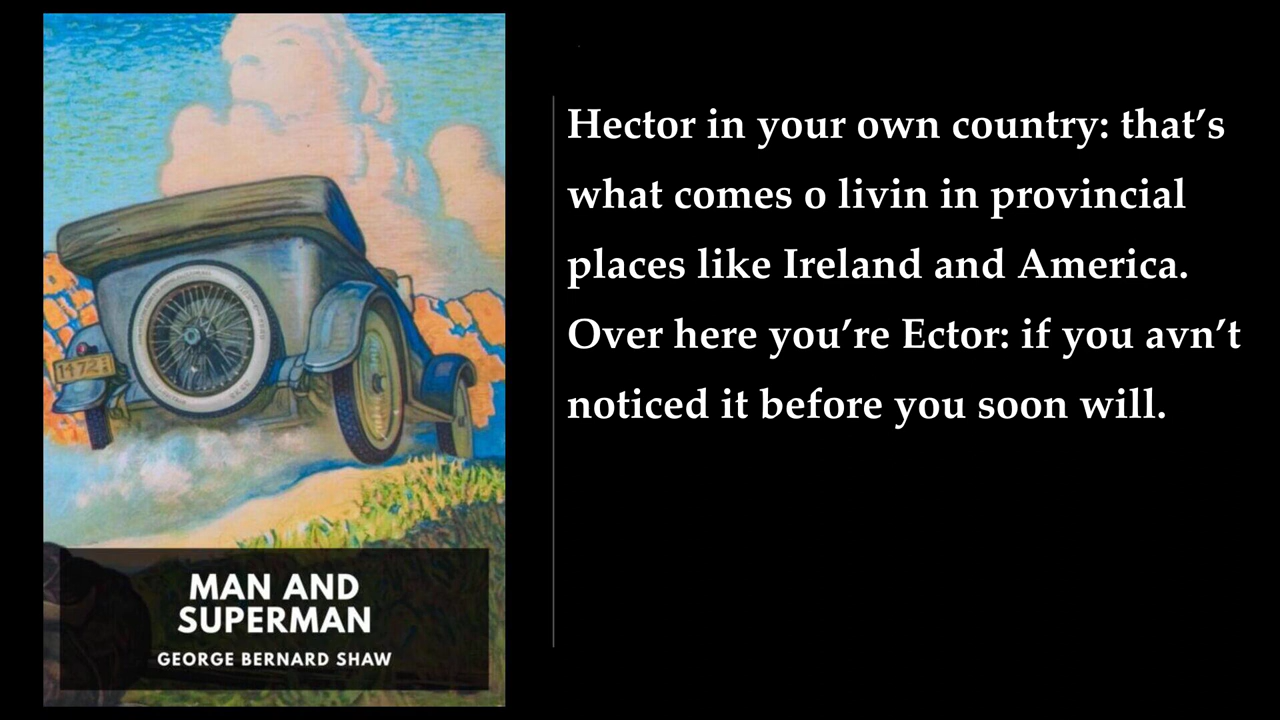 Hector in your own country: that’s
what comes o livin in provincial
places like Ireland and America.
Over here you’re Ector: if you avn’t
noticed it before you soon will.
1472
MAN AND
SUPERMAN
GEORGE BERNARD SHAW